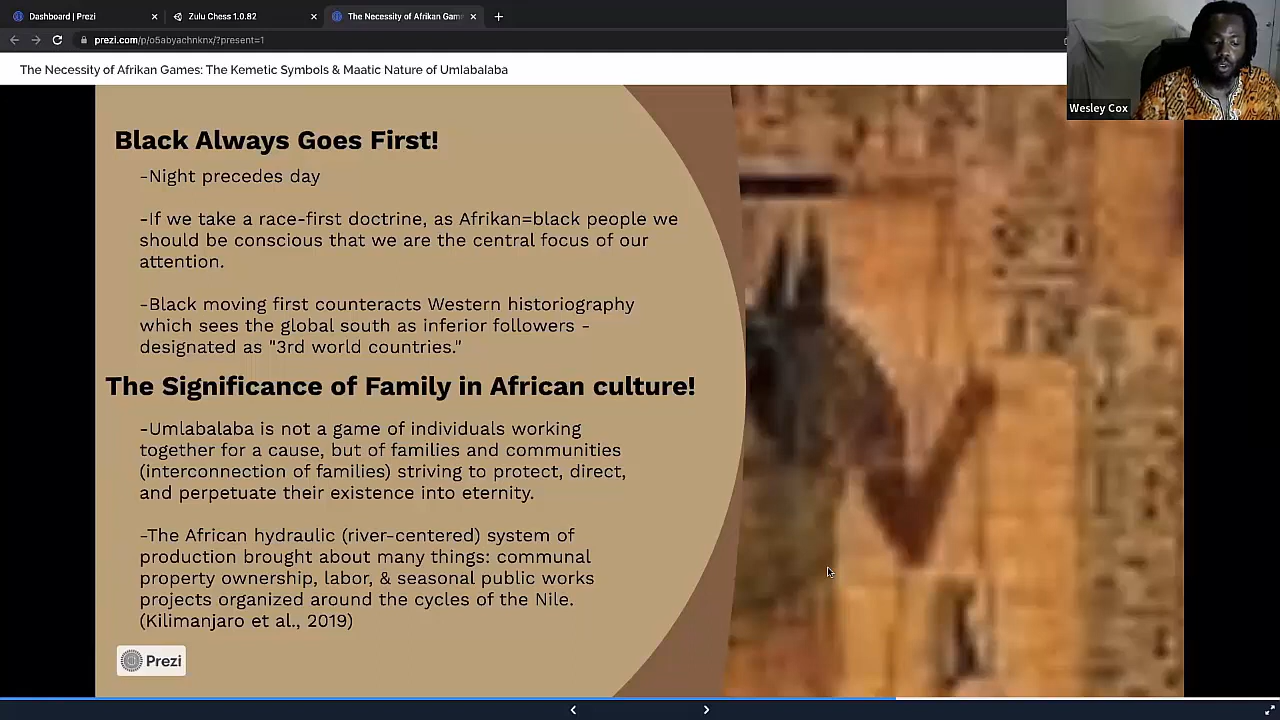 Dashboard | Prezi
Zulu Chess 1.0.82
The Necessity of Afrikan Gam
prezi.com/p/o5abyachnknx/?present=1
The Necessity of Afrikan Games: The Kemetic Symbols & Maatic Nature of Umlabalaba
Wesley Cox
Black Always Goes First!
-Night precedes day
-If we take a race-first doctrine, as Afrikan=black people we
should be conscious that we are the central focus of our
attention.
-Black moving first counteracts Western historiography
which sees the global south as inferior followers -
designated as "3rd world countries."
The Significance of Family in African culture!
-Umlabalaba is not a game of individuals working
together for a cause, but of families and communities
(interconnection of families) striving to protect, direct,
and perpetuate their existence into eternity.
-The African hydraulic (river-centered) system of
production brought about many things: communal
property ownership, labor, & seasonal public works
projects organized around the cycles of the Nile.
(Kilimanjaro et al., 2019)
Prezi